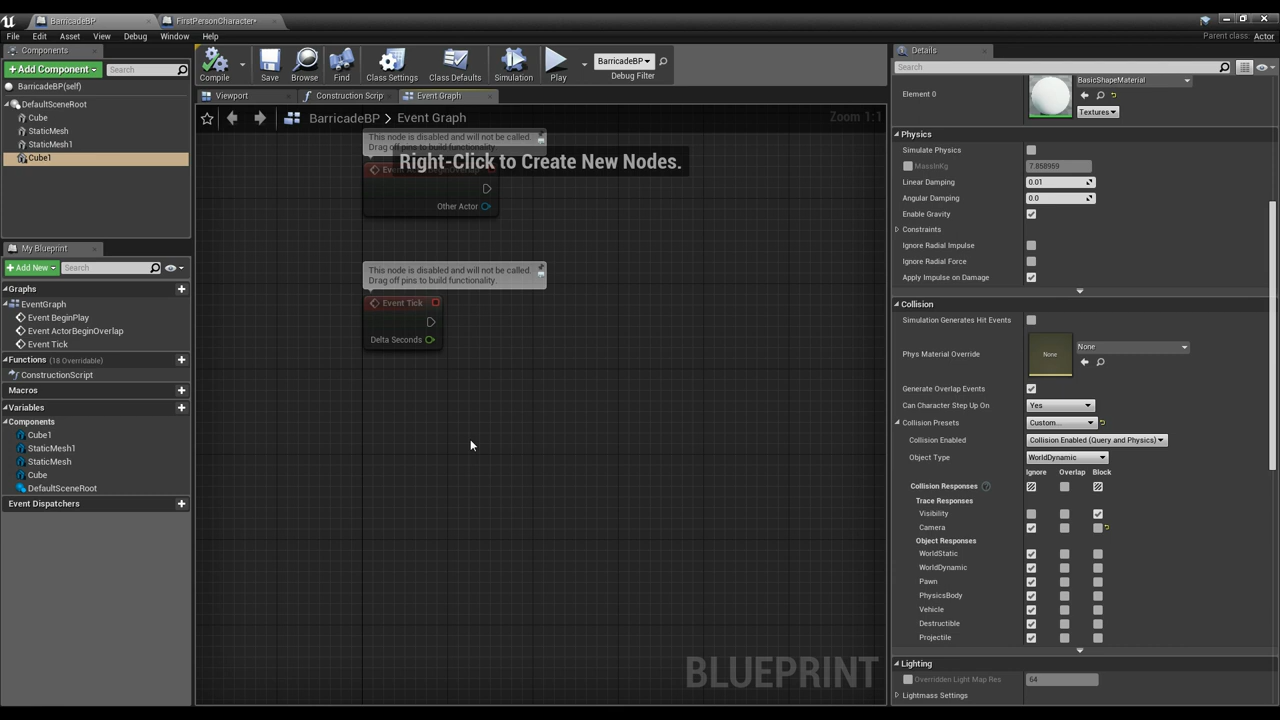 BarricadeBP
FirstPersonCharacter*
File Edit Asset View Debug Window Help
Parent class: Actor
Components
+ Add Component
Search
BarricadeBP(self)
DefaultSceneRoot
Cube
StaticMesh
StaticMesh1
Cube1
My Blueprint
+ Add New
Search
Graphs
EventGraph
Event BeginPlay
Event ActorBeginOverlap
Event Tick
Functions (18 Overridable)
ConstructionScript
Macros
Variables
Components
Cube1
StaticMesh1
StaticMesh
Cube
DefaultSceneRoot
Event Dispatchers
Compile
Save
Browse
Find
Class Settings
Class Defaults
Simulation
Play
BarricadeBP
Debug Filter
Viewport
Construction Scrip
Event Graph
BarricadeBP > Event Graph
Zoom 1:1
This node is disabled and will not be called.
Drag off pins to build functionality.
Right-Click to Create New Nodes.
Other Actor
This node is disabled and will not be called.
Drag off pins to build functionality.
Event Tick
Delta Seconds
BLUEPRINT
Details
Search
Element 0
BasicShapeMaterial
Textures
Physics
Simulate Physics
MassInKg 7.858959
Linear Damping 0.01
Angular Damping 0.0
Enable Gravity
Constraints
Ignore Radial Impulse
Ignore Radial Force
Apply Impulse on Damage
Collision
Simulation Generates Hit Events
Phys Material Override
None
None
Generate Overlap Events
Can Character Step Up On Yes
Collision Presets Custom...
Collision Enabled Collision Enabled (Query and Physics)
Object Type WorldDynamic
Ignore Overlap Block
Collision Responses
Trace Responses
Visibility
Camera
Object Responses
WorldStatic
WorldDynamic
Pawn
PhysicsBody
Vehicle
Destructible
Projectile
Lighting
Overridden Light Map Res 64
Lightmass Settings